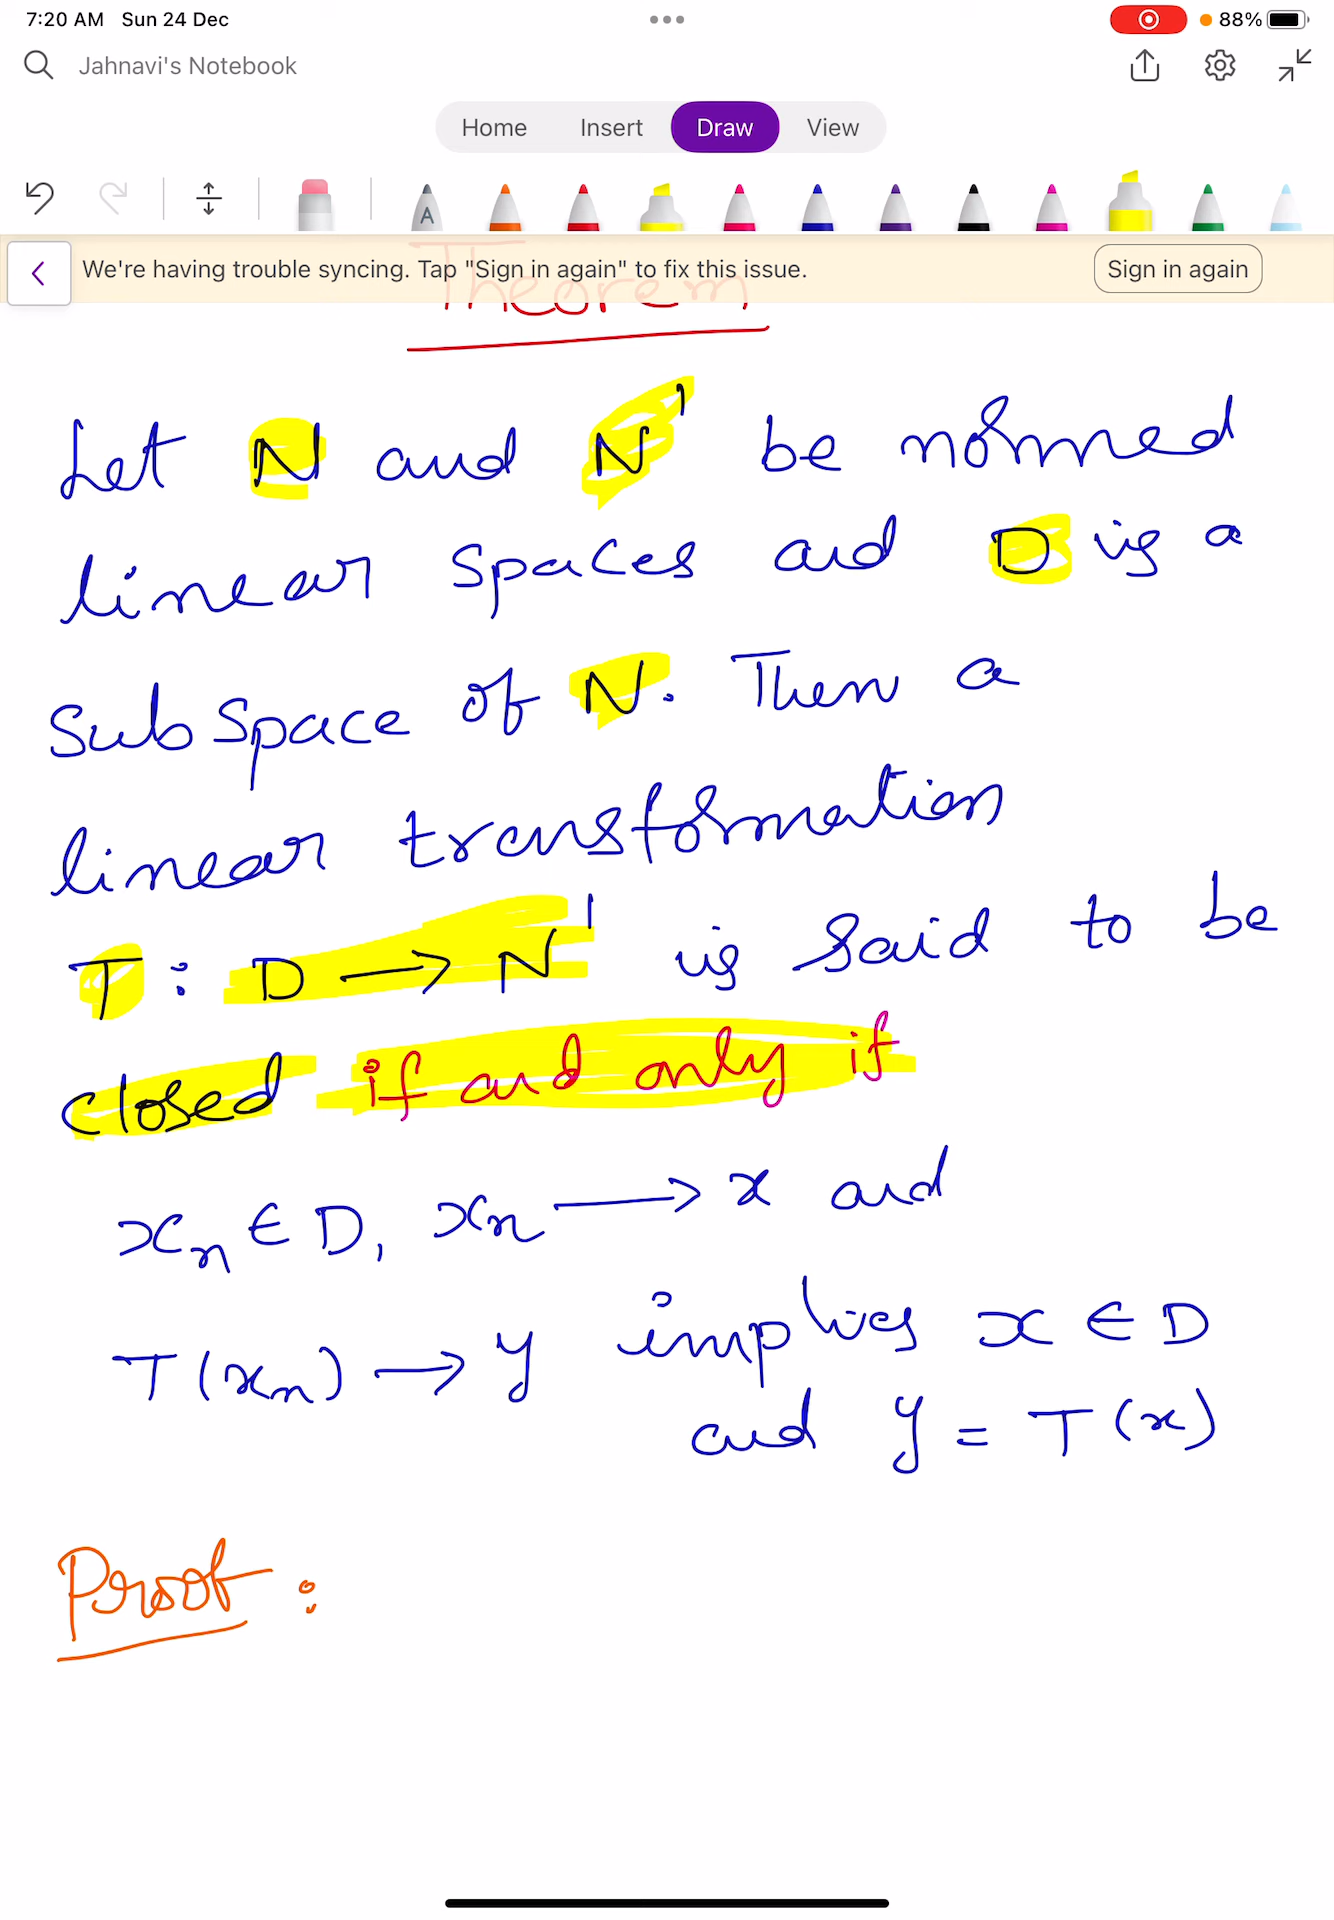 7:20 AM Sun 24 Dec
88%
Jahnavi's Notebook
Home Insert Draw View
A
We're having trouble syncing. Tap "Sign in again" to fix this issue.
Sign in again
Theorem
Let N and N' be normed
linear spaces and D is a
subspace of N. Then a
linear transformation
T : D → N' is said to be
closed if and only if
xₙ ∈ D, xₙ → x and
T(xₙ) → y implies x ∈ D
and y = T(x)
Proof :